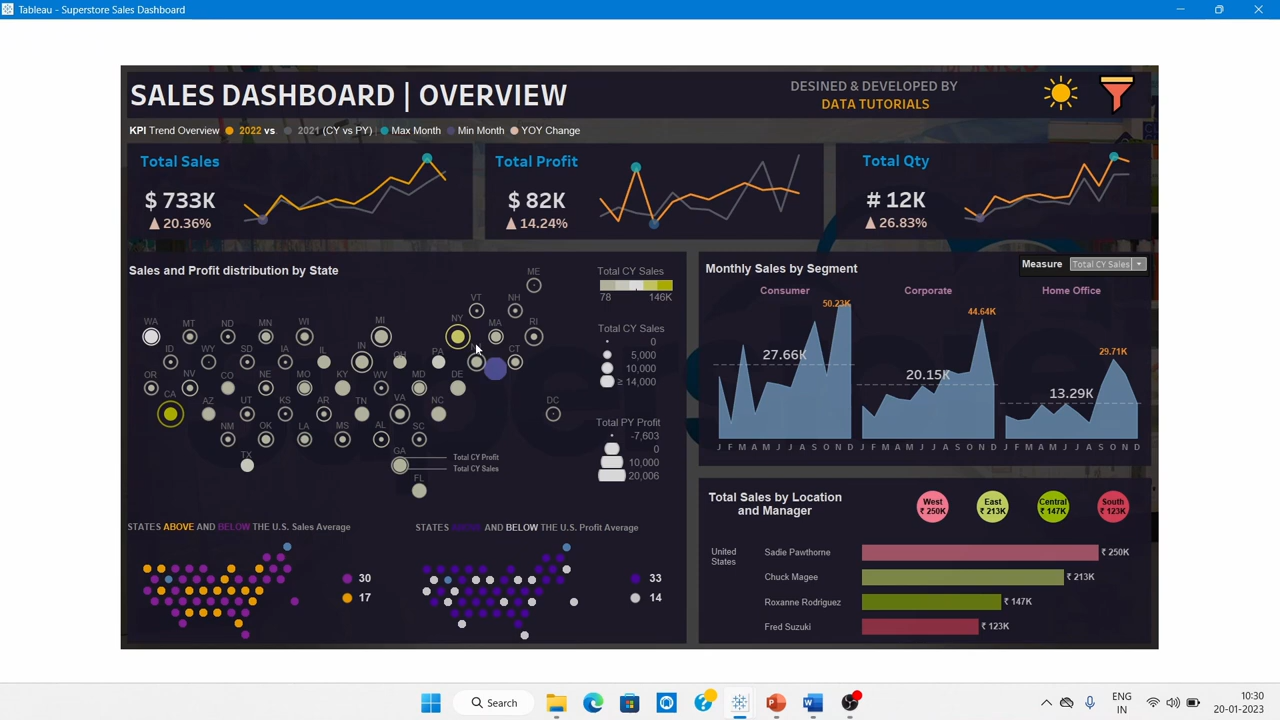 Tableau - Superstore Sales Dashboard
SALES DASHBOARD | OVERVIEW
DESINED & DEVELOPED BY
DATA TUTORIALS
KPI Trend Overview 2022 vs. 2021 (CY vs PY) Max Month Min Month YOY Change
Total Sales
$ 733K
▲ 20.36%
Total Profit
$ 82K
▲ 14.24%
Total Qty
# 12K
▲ 26.83%
Sales and Profit distribution by State
ME
VT NH
WA MT ND MN WI MI NY MA RI
ID WY SD IA IL IN OH PA CT
OR NV CO NE MO KY WV MD DE
CA AZ UT KS AR TN VA NC DC
NM OK LA MS AL SC
TX GA
FL
Total CY Profit
Total CY Sales
Total CY Sales
78 146K
Total CY Sales
0
5,000
10,000
≥ 14,000
Total PY Profit
-7,603
0
10,000
20,006
STATES ABOVE AND BELOW THE U.S. Sales Average
30
17
STATES ABOVE AND BELOW THE U.S. Profit Average
33
14
Monthly Sales by Segment
Measure Total CY Sales
Consumer Corporate Home Office
50.23K
44.64K
29.71K
27.66K
20.15K
13.29K
J F M A M J J A S O N D J F M A M J J A S O N D J F M A M J J A S O N D
Total Sales by Location
and Manager
West
₹ 250K
East
₹ 213K
Central
₹ 147K
South
₹ 123K
United
States
Sadie Pawthorne ₹ 250K
Chuck Magee ₹ 213K
Roxanne Rodriguez ₹ 147K
Fred Suzuki ₹ 123K
Search
ENG
IN
10:30
20-01-2023